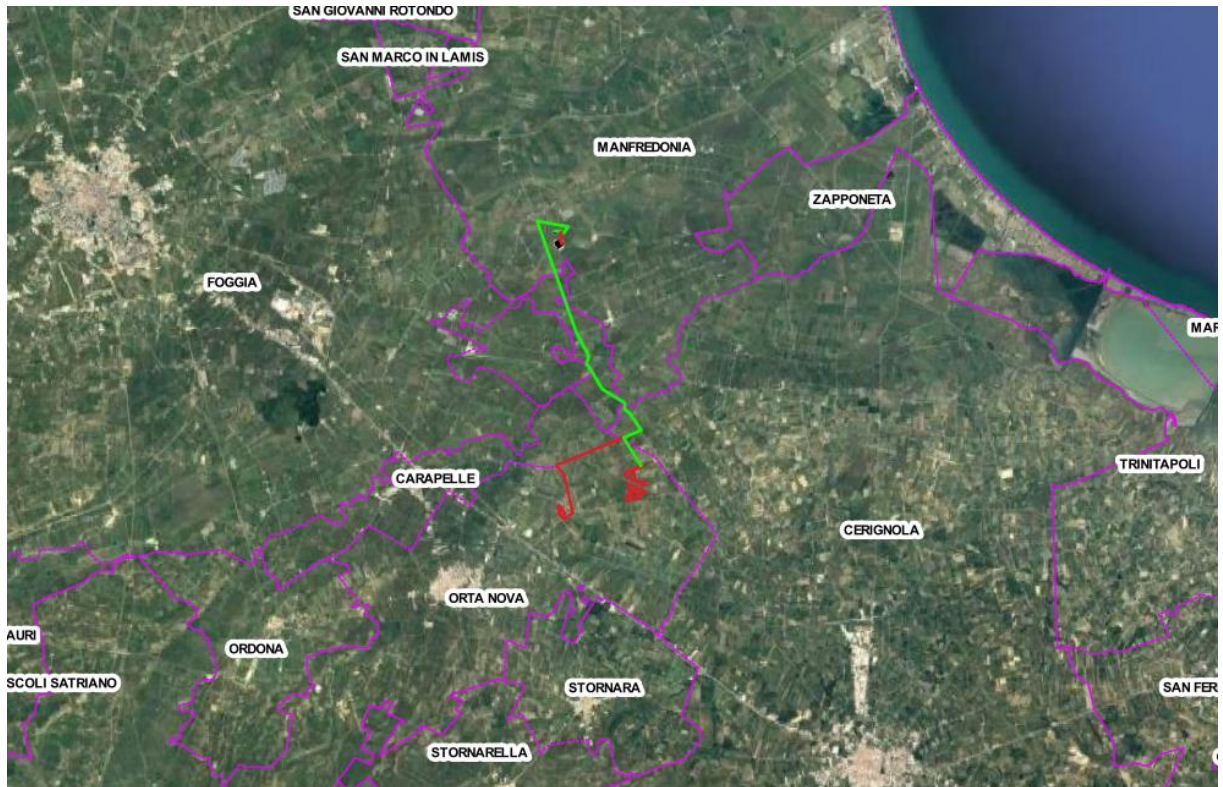 SAN GIOVANNI ROTONDO
SAN MARCO IN LAMIS
MANFREDONIA
ZAPPONETA
FOGGIA
MAR
CARAPELLE
TRINITAPOLI
CERIGNOLA
ORTA NOVA
AURI
ORDONA
SCOLI SATRIANO
STORNARA
SAN FER
STORNARELLA